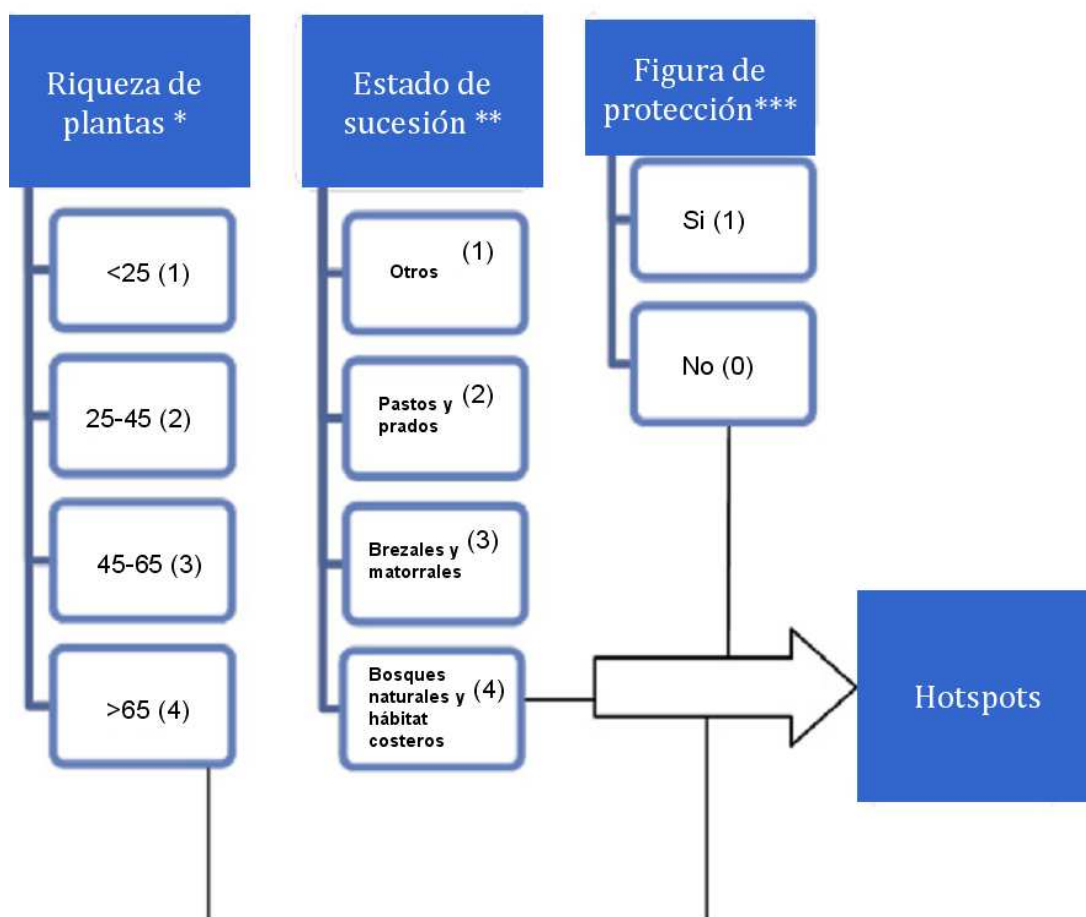 Riqueza de
plantas *
<25 (1)
25-45 (2)
45-65 (3)
>65 (4)
Estado de
sucesión **
Otros (1)
Pastos y (2)
prados
Brezales y (3)
matorrales
Bosques
naturales y (4)
hábitat
costeros
Figura de
protección***
Si (1)
No (0)
Hotspots